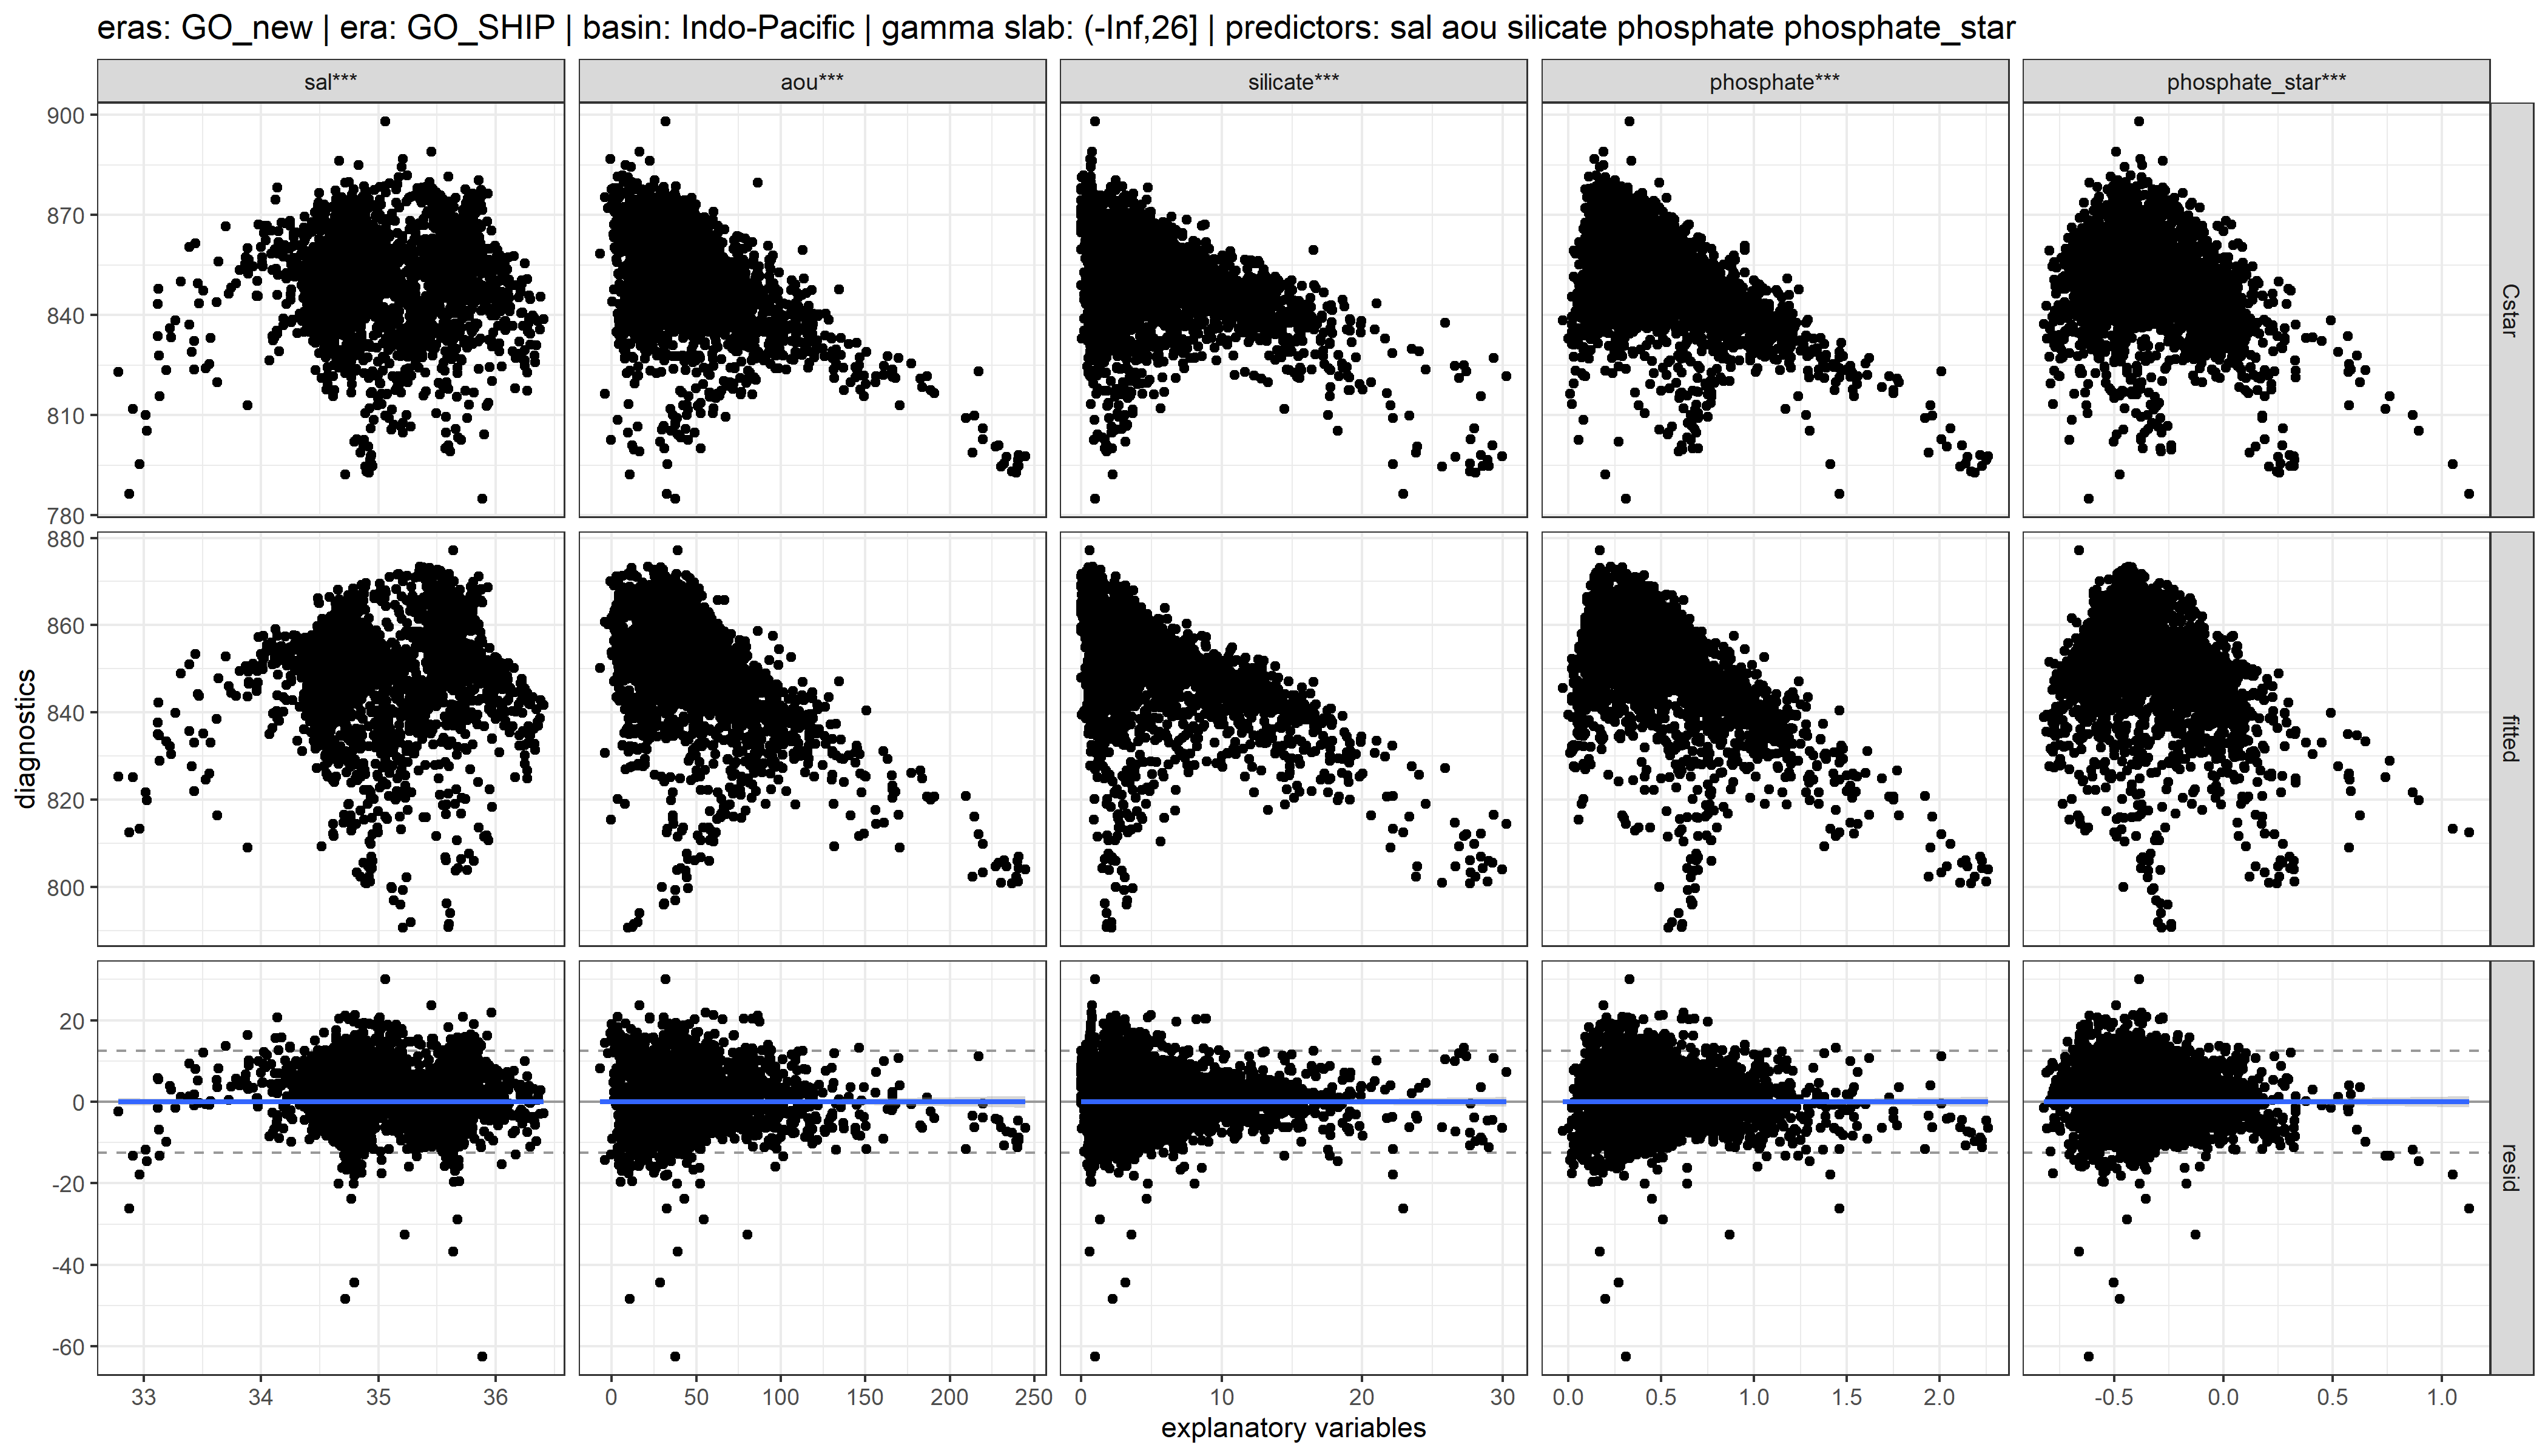 eras: GO_new | era: GO_SHIP | basin: Indo-Pacific | gamma slab: (-Inf,26] | predictors: sal aou silicate phosphate phosphate_star
sal*** aou*** silicate*** phosphate*** phosphate_star***
900
870
840
810
780
Cstar
880
860
840
820
800
fitted
diagnostics
20
0
-20
-40
-60
resid
33 34 35 36 0 50 100 150 200 250 0 10 20 30 0.0 0.5 1.0 1.5 2.0 -0.5 0.0 0.5 1.0
explanatory variables